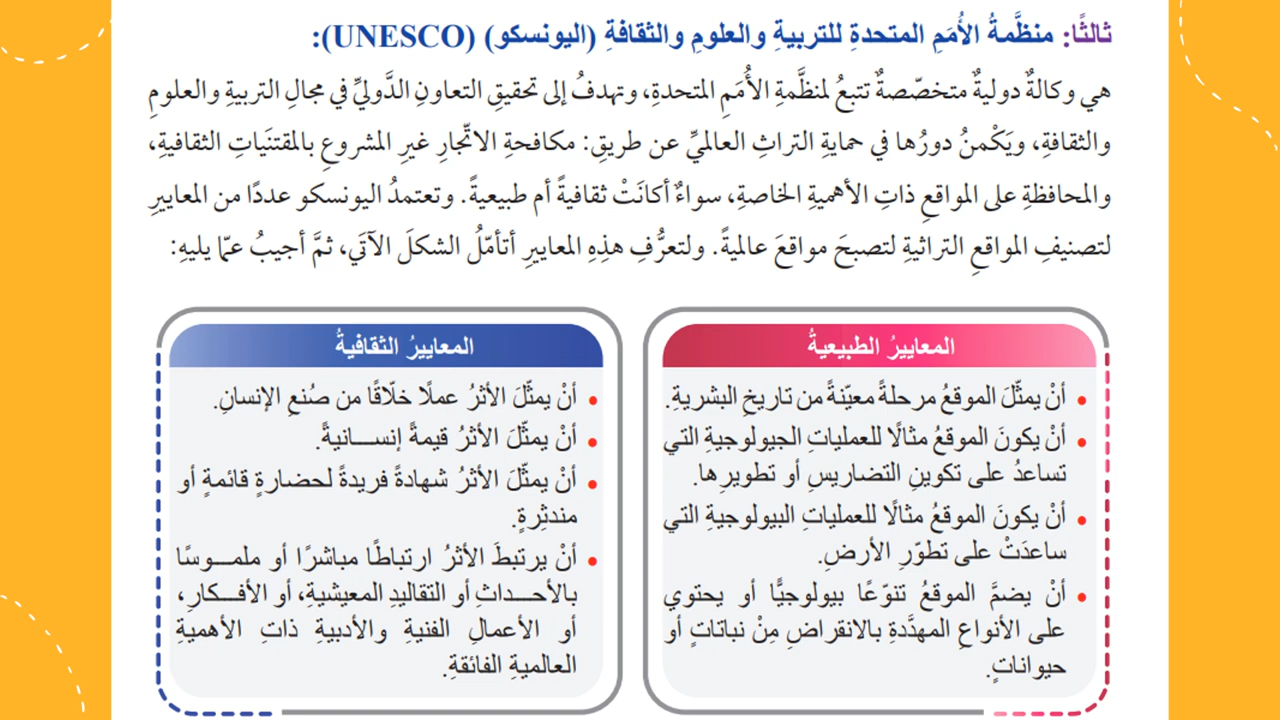 ثالثًا: منظَّمةُ الأُمَمِ المتحدةِ للتربيةِ والعلومِ والثقافةِ (اليونسكو) (UNESCO):
هي وكالةٌ دوليةٌ متخصّصةٌ تتبعُ لمنظَّمةِ الأُمَمِ المتحدةِ، وتهدفُ إلى تحقيقِ التعاونِ الدَّوليِّ في مجالِ التربيةِ والعلومِ
والثقافةِ، ويَكْمنُ دورُها في حمايةِ التراثِ العالميِّ عن طريقِ: مكافحةِ الاتّجارِ غيرِ المشروعِ بالمقتنَياتِ الثقافيةِ،
والمحافظةِ على المواقعِ ذاتِ الأهميةِ الخاصةِ، سواءٌ أكانَتْ ثقافيةً أم طبيعيةً. وتعتمدُ اليونسكو عددًا من المعاييرِ
لتصنيفِ المواقعِ التراثيةِ لتصبحَ مواقعَ عالميةً. ولتعرُّفِ هذِهِ المعاييرِ أتأمّلُ الشكلَ الآتَي، ثمَّ أجيبُ عمّا يليهِ:
المعاييرُ الطبيعيةُ
• أنْ يمثّلَ الموقعُ مرحلةً معيّنةً من تاريخِ البشريةِ.
• أنْ يكونَ الموقعُ مثالًا للعملياتِ الجيولوجيةِ التي
تساعدُ على تكوينِ التضاريسِ أو تطويرِها.
• أنْ يكونَ الموقعُ مثالًا للعملياتِ البيولوجيةِ التي
ساعدَتْ على تطوّرِ الأرضِ.
• أنْ يضمَّ الموقعُ تنوّعًا بيولوجيًّا أو يحتوي
على الأنواعِ المهدَّدةِ بالانقراضِ مِنْ نباتاتٍ أو
حيواناتٍ.
المعاييرُ الثقافيةُ
• أنْ يمثّلَ الأثرُ عملًا خلّاقًا من صُنعِ الإنسانِ.
• أنْ يمثّلَ الأثرُ قيمةً إنســانيةً.
• أنْ يمثّلَ الأثرُ شهادةً فريدةً لحضارةٍ قائمةٍ أو
مندثِرةٍ.
• أنْ يرتبطَ الأثرُ ارتباطًا مباشرًا أو ملمــوسًا
بالأحــداثِ أو التقاليدِ المعيشيةِ، أو الأفــكارِ،
أو الأعمالِ الفنيةِ والأدبيةِ ذاتِ الأهميةِ
العالميةِ الفائقةِ.